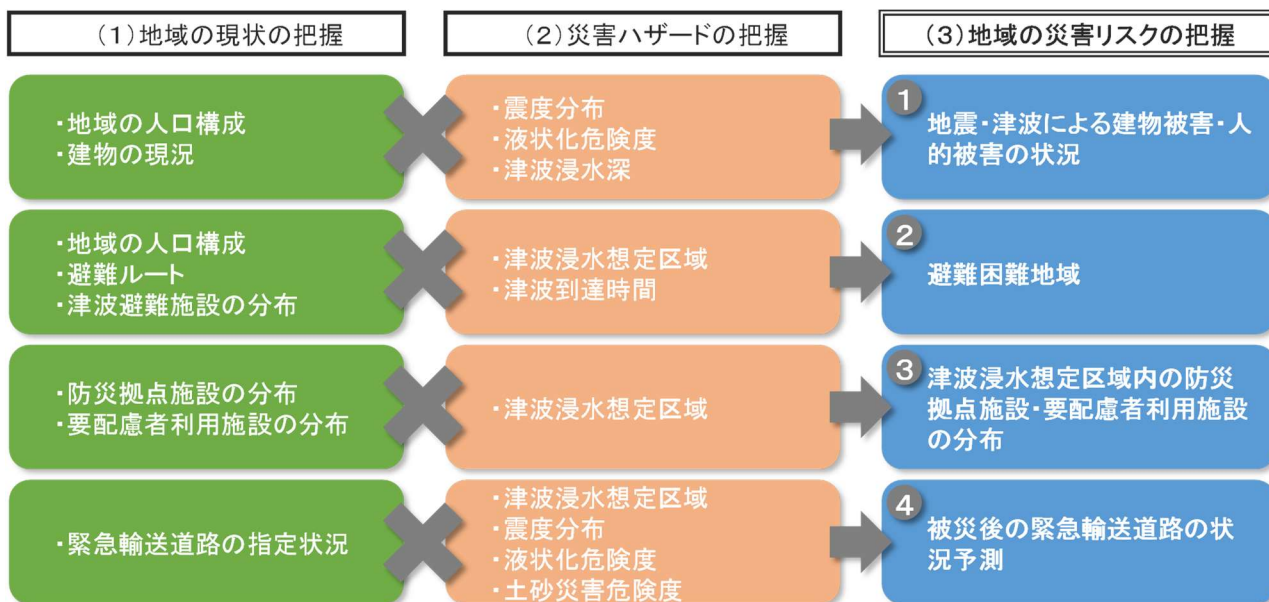 (1)地域の現状の把握
(2)災害ハザードの把握
(3)地域の災害リスクの把握
・地域の人口構成
・建物の現況
・震度分布
・液状化危険度
・津波浸水深
1
地震・津波による建物被害・人
的被害の状況
・地域の人口構成
・避難ルート
・津波避難施設の分布
・津波浸水想定区域
・津波到達時間
2
避難困難地域
・防災拠点施設の分布
・要配慮者利用施設の分布
・津波浸水想定区域
3
津波浸水想定区域内の防災
拠点施設・要配慮者利用施設
の分布
・緊急輸送道路の指定状況
・津波浸水想定区域
・震度分布
・液状化危険度
・土砂災害危険度
4
被災後の緊急輸送道路の状
況予測